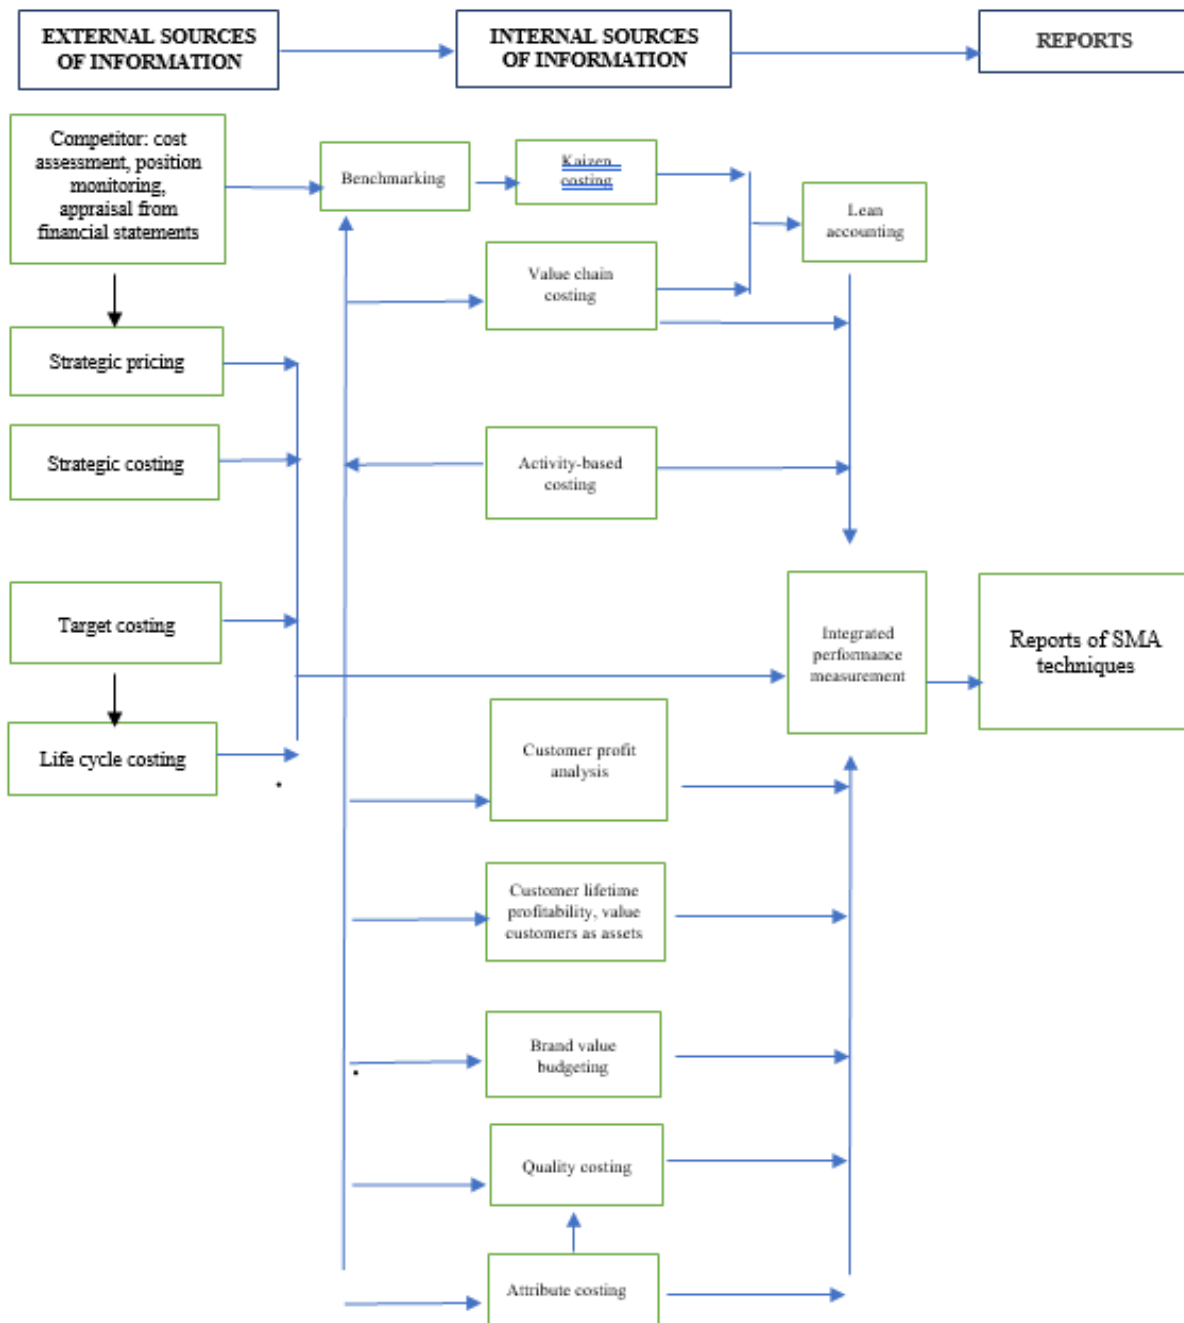 EXTERNAL SOURCES
OF INFORMATION
INTERNAL SOURCES
OF INFORMATION
REPORTS
Competitor: cost
assessment, position
monitoring,
appraisal from
financial statements
Benchmarking
Kaizen
costing
Lean
accounting
Value chain
costing
Strategic pricing
Strategic costing
Activity-based
costing
Target costing
Integrated
performance
measurement
Reports of SMA
techniques
Life cycle costing
Customer profit
analysis
Customer lifetime
profitability, value
customers as assets
Brand value
budgeting
Quality costing
Attribute costing